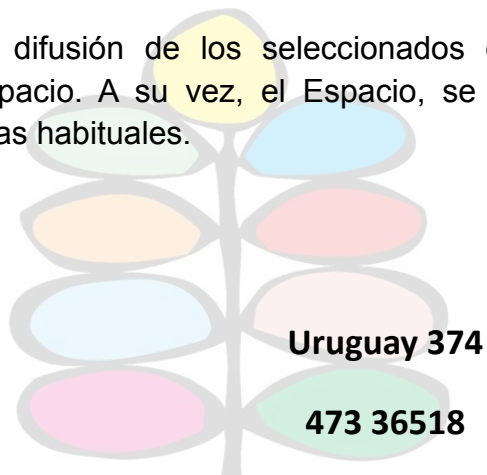 difusión de los seleccionados
pacio. A su vez, el Espacio, se
as habituales.
Uruguay 374
473 36518